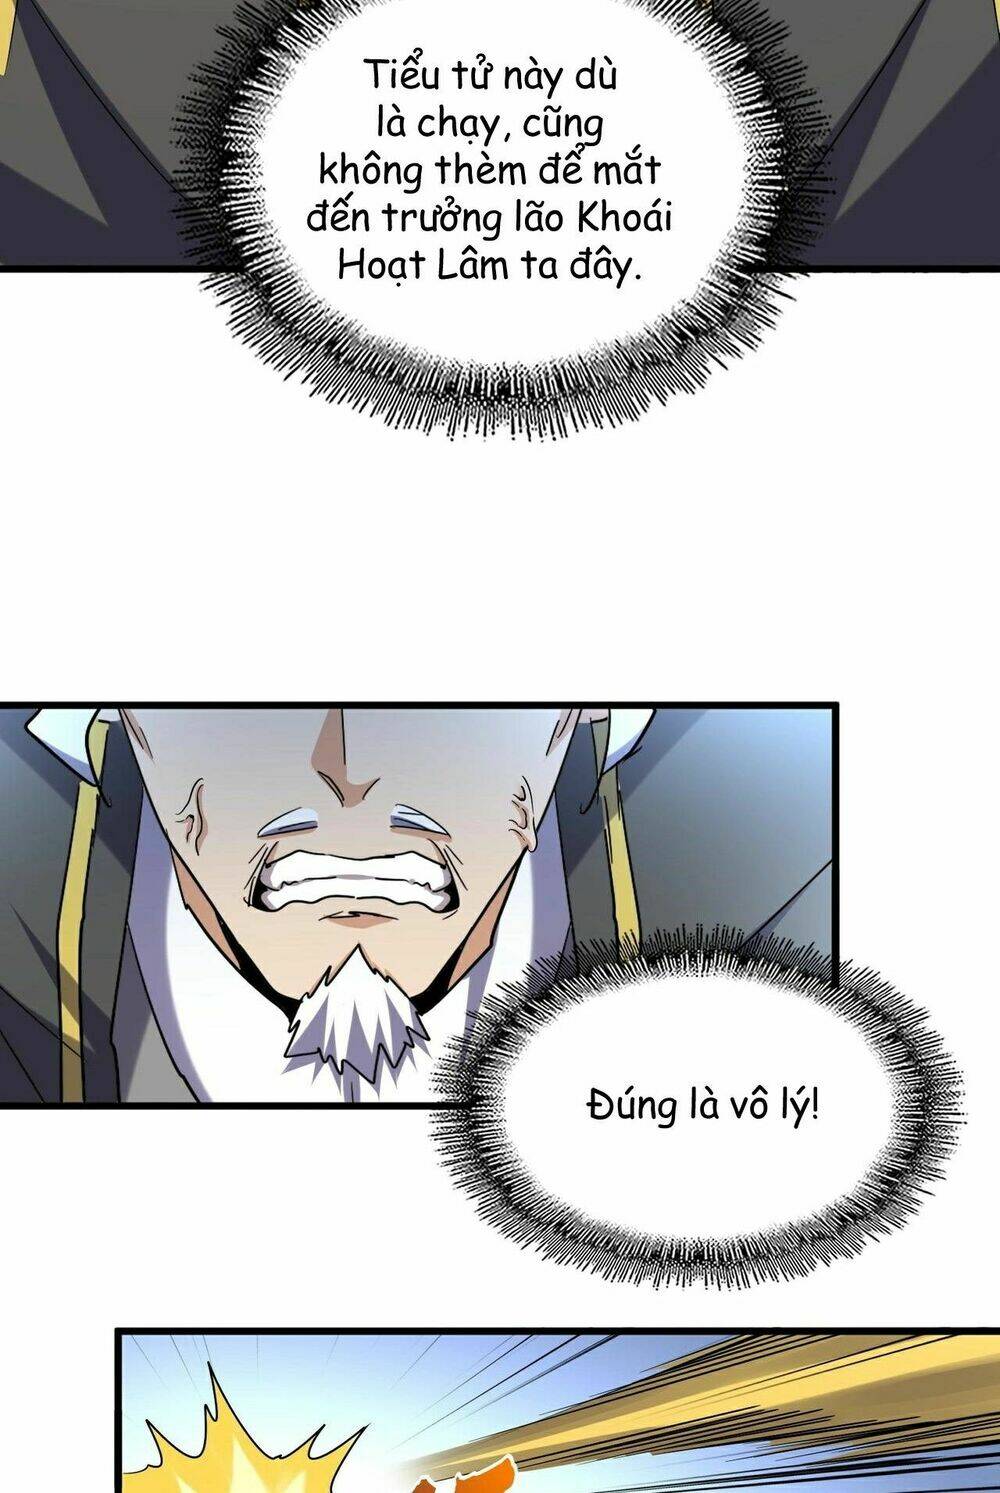 Tiểu tử này dù
là chạy, cũng
không thèm để mắt
đến trưởng lão Khoái
Hoạt Lâm ta đây.
Đúng là vô lý!